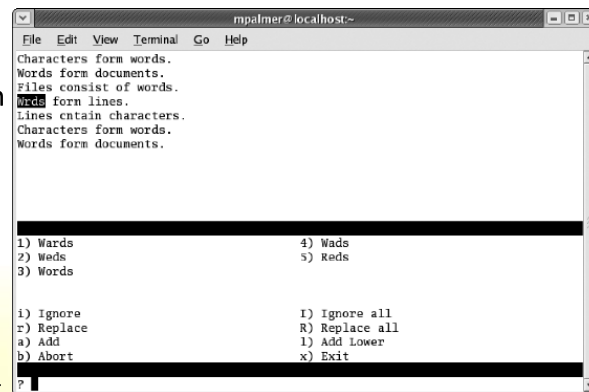 mpalmer@localhost:~
File Edit View Terminal Go Help
Characters form words.
Words form documents.
Files consist of words.
Wrds form lines.
Lines cntain characters.
Characters form words.
Words form documents.
1) Wards 4) Wads
2) Weds 5) Reds
3) Words
i) Ignore I) Ignore all
r) Replace R) Replace all
a) Add l) Add Lower
b) Abort x) Exit
?